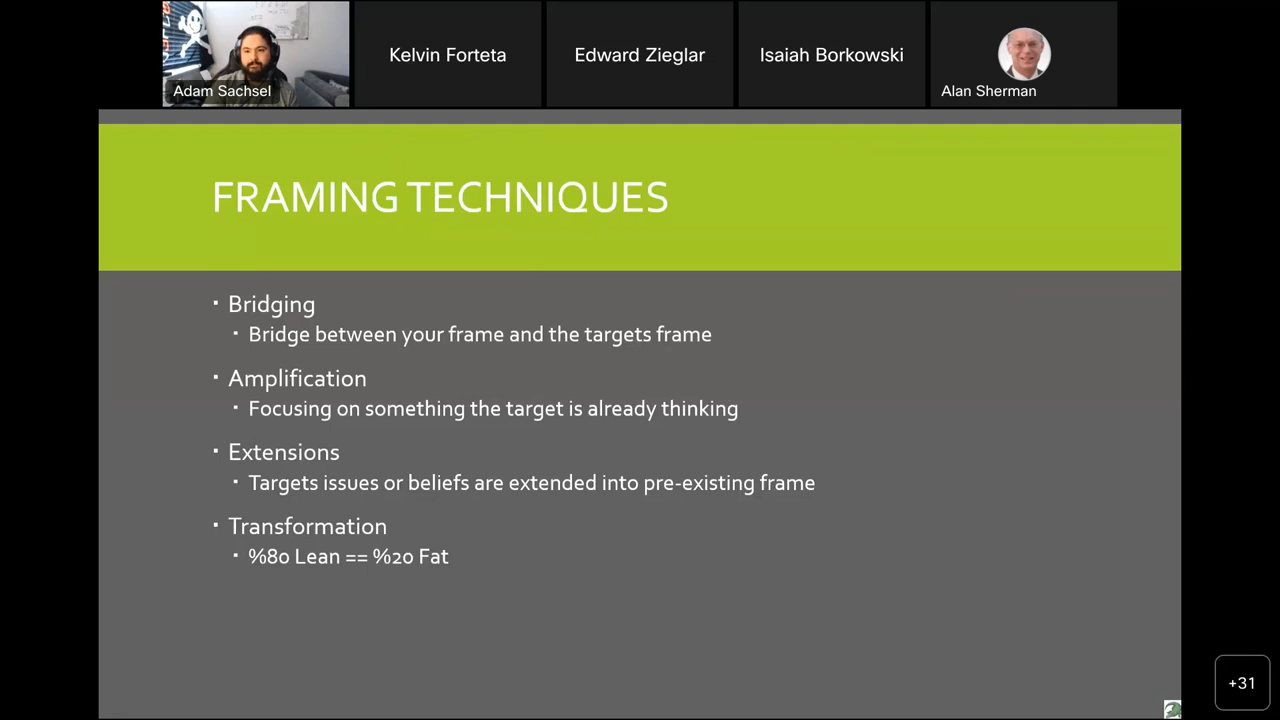 Adam Sachsel
Kelvin Forteta
Edward Zieglar
Isaiah Borkowski
Alan Sherman
FRAMING TECHNIQUES
▪ Bridging
▪ Bridge between your frame and the targets frame
▪ Amplification
▪ Focusing on something the target is already thinking
▪ Extensions
▪ Targets issues or beliefs are extended into pre-existing frame
▪ Transformation
▪ %80 Lean == %20 Fat
+31